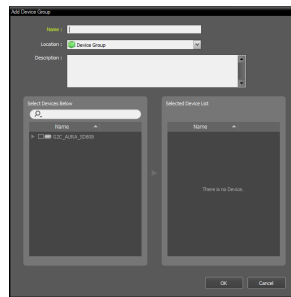 Add Device Group
Name :
Location : Device Group
Description :
Select Devices Below
Selected Device List
Name
Name
G2C_AURA_SD809
There is no Device.
OK Cancel